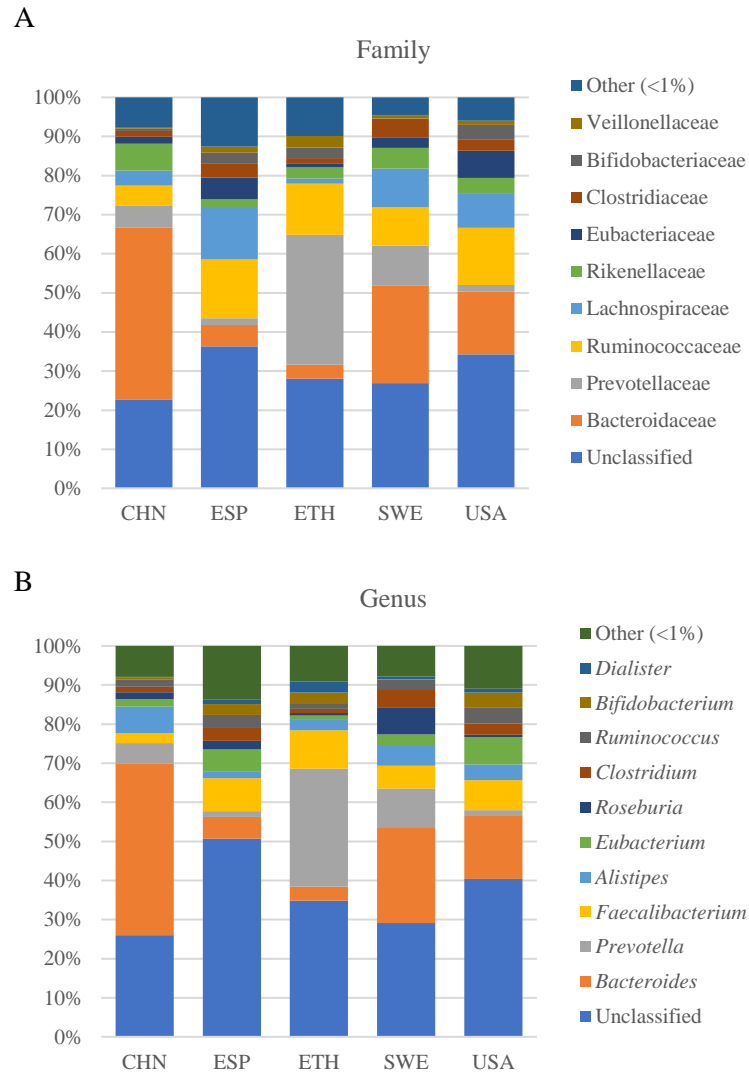 A
Family
100%
90%
80%
70%
60%
50%
40%
30%
20%
10%
0%
CHN ESP ETH SWE USA
Other (<1%)
Veillonellaceae
Bifidobacteriaceae
Clostridiaceae
Eubacteriaceae
Rikenellaceae
Lachnospiraceae
Ruminococcaceae
Prevotellaceae
Bacteroidaceae
Unclassified
B
Genus
100%
90%
80%
70%
60%
50%
40%
30%
20%
10%
0%
CHN ESP ETH SWE USA
Other (<1%)
Dialister
Bifidobacterium
Ruminococcus
Clostridium
Roseburia
Eubacterium
Alistipes
Faecalibacterium
Prevotella
Bacteroides
Unclassified